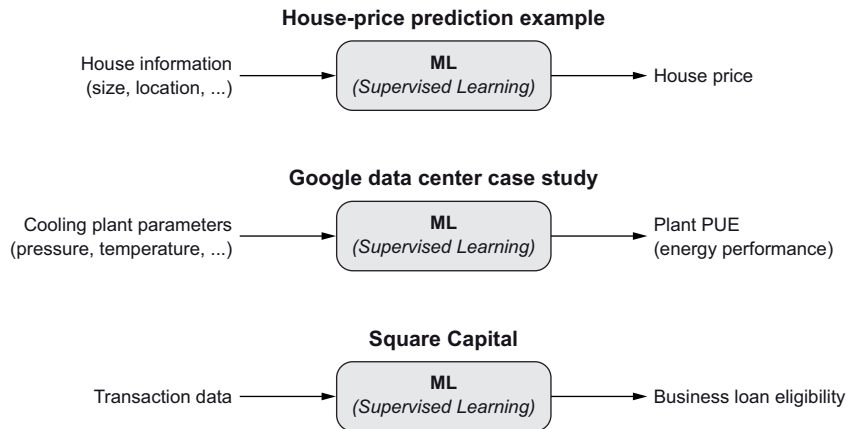 House-price prediction example
House information
(size, location, ...)
ML
(Supervised Learning)
House price
Google data center case study
Cooling plant parameters
(pressure, temperature, ...)
ML
(Supervised Learning)
Plant PUE
(energy performance)
Square Capital
Transaction data
ML
(Supervised Learning)
Business loan eligibility